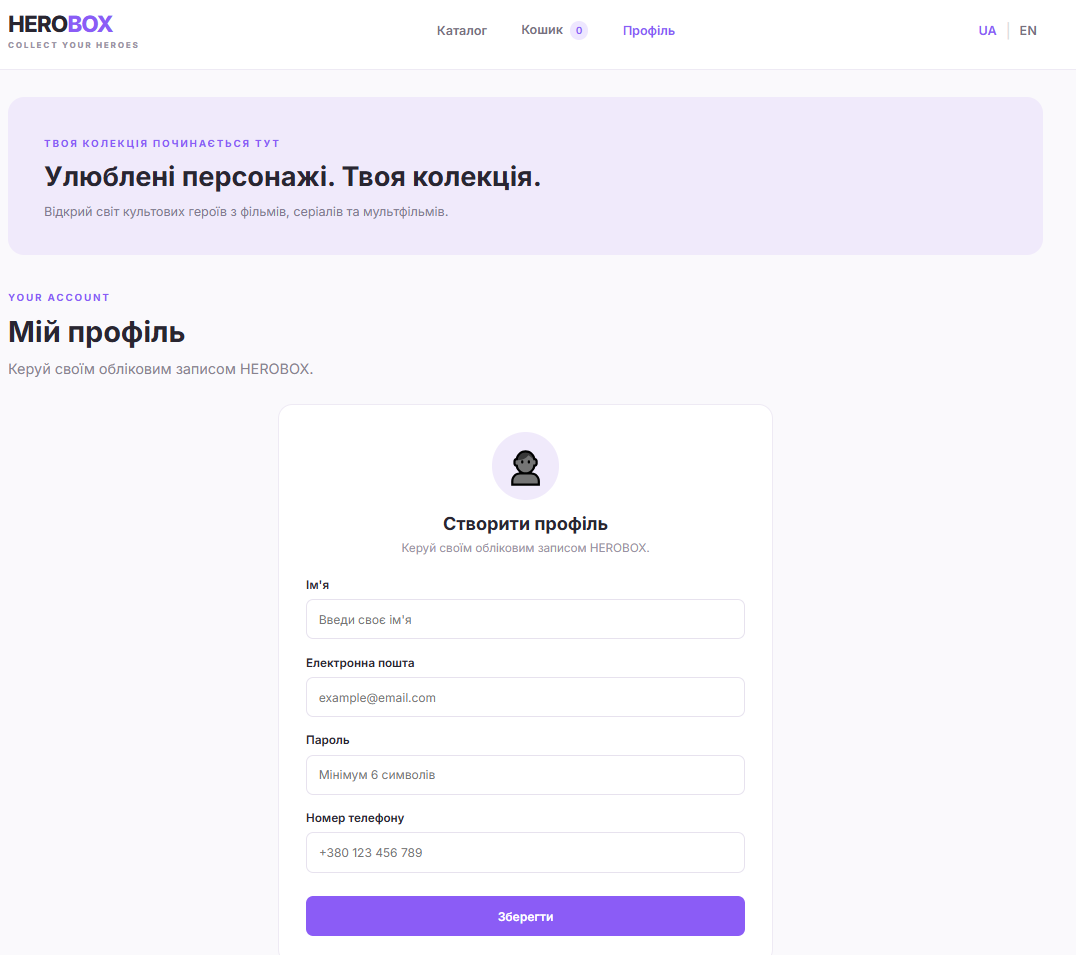 HEROBOX
COLLECT YOUR HEROES
Каталог
Кошик 0
Профіль
UA | EN
ТВОЯ КОЛЕКЦІЯ ПОЧИНАЄТЬСЯ ТУТ
Улюблені персонажі. Твоя колекція.
Відкрий світ культових героїв з фільмів, серіалів та мультфільмів.
YOUR ACCOUNT
Мій профіль
Керуй своїм обліковим записом HEROBOX.
Створити профіль
Керуй своїм обліковим записом HEROBOX.
Ім'я
Введи своє ім'я
Електронна пошта
example@email.com
Пароль
Мінімум 6 символів
Номер телефону
+380 123 456 789
Зберегти